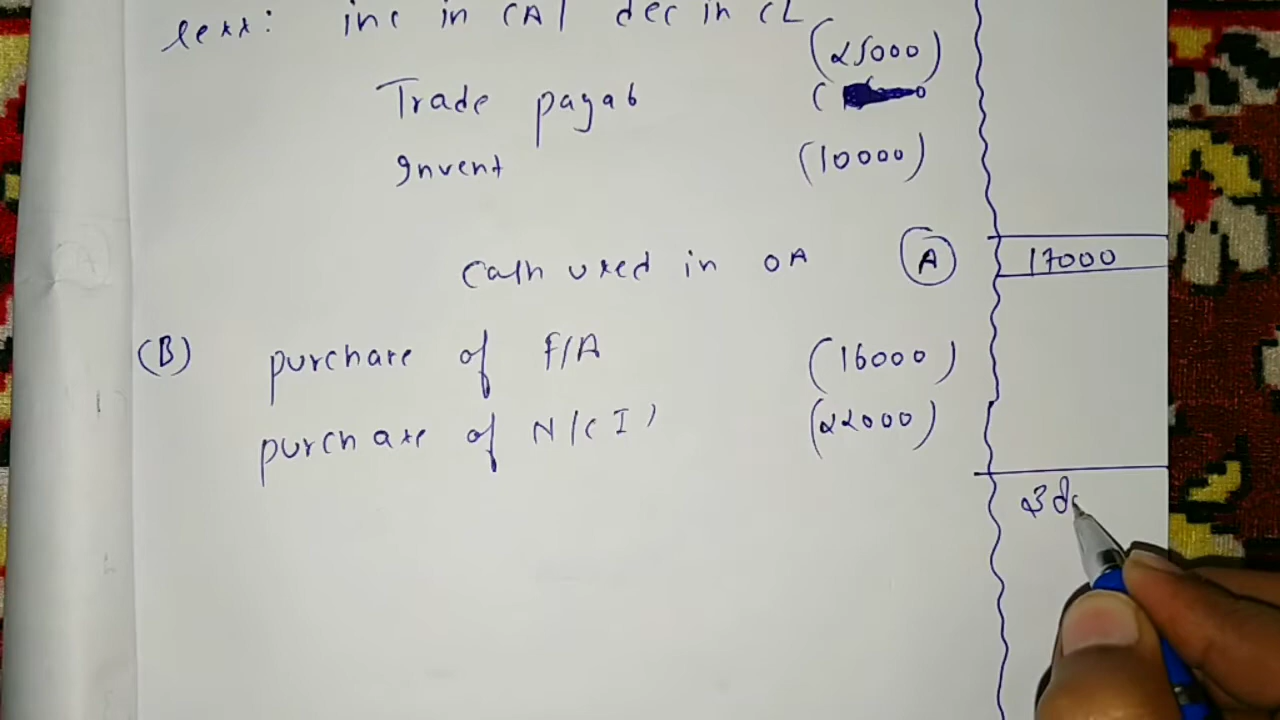 less: inc in CA / dec in CL
(25000)
Trade payab (
Invent (10000)
Cash used in OA (A) 17000
(B) purchase of F/A (16000)
purchase of N/C I) (22000)
38